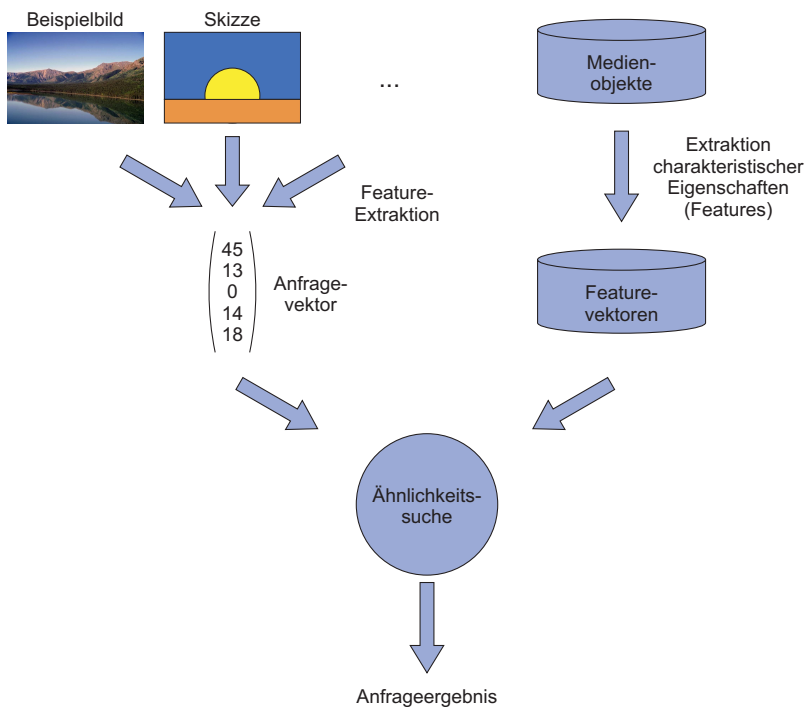 Beispielbild
Skizze
...
Medien-
objekte
Extraktion
charakteristischer
Eigenschaften
(Features)
Feature-
Extraktion
45
13
0
14
18
Anfrage-
vektor
Feature-
vektoren
Ähnlichkeits-
suche
Anfrageergebnis